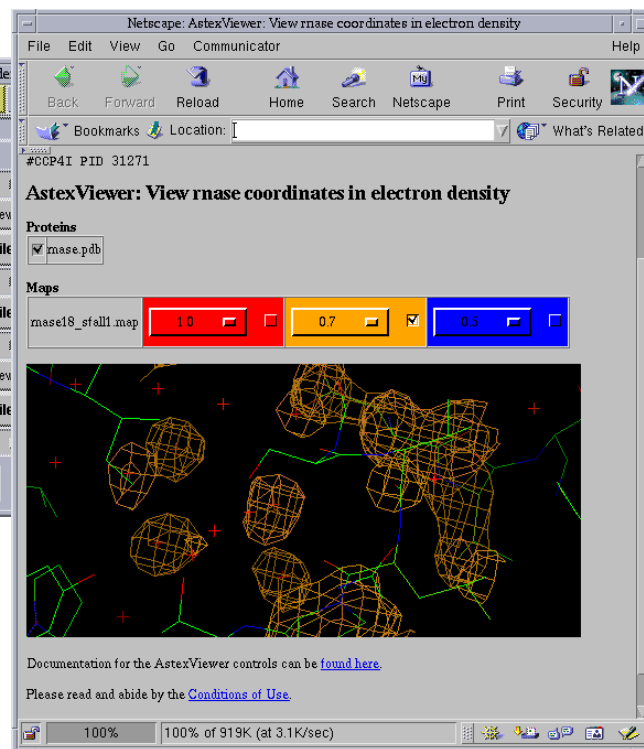 Netscape: AstexViewer: View rnase coordinates in electron density
File Edit View Go Communicator Help
My
Back Forward Reload Home Search Netscape Print Security
Bookmarks Location: What's Related
#CCP4I PID 31271
AstexViewer: View rnase coordinates in electron density
Proteins
rnase.pdb
Maps
rnase18_sfall1.map 1.0 0.7 0.5
Documentation for the AstexViewer controls can be found here.
Please read and abide by the Conditions of Use.
100% 100% of 919K (at 3.1K/sec)